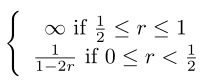 ∞ if 1/2 ≤ r ≤ 1
1/(1−2r) if 0 ≤ r < 1/2